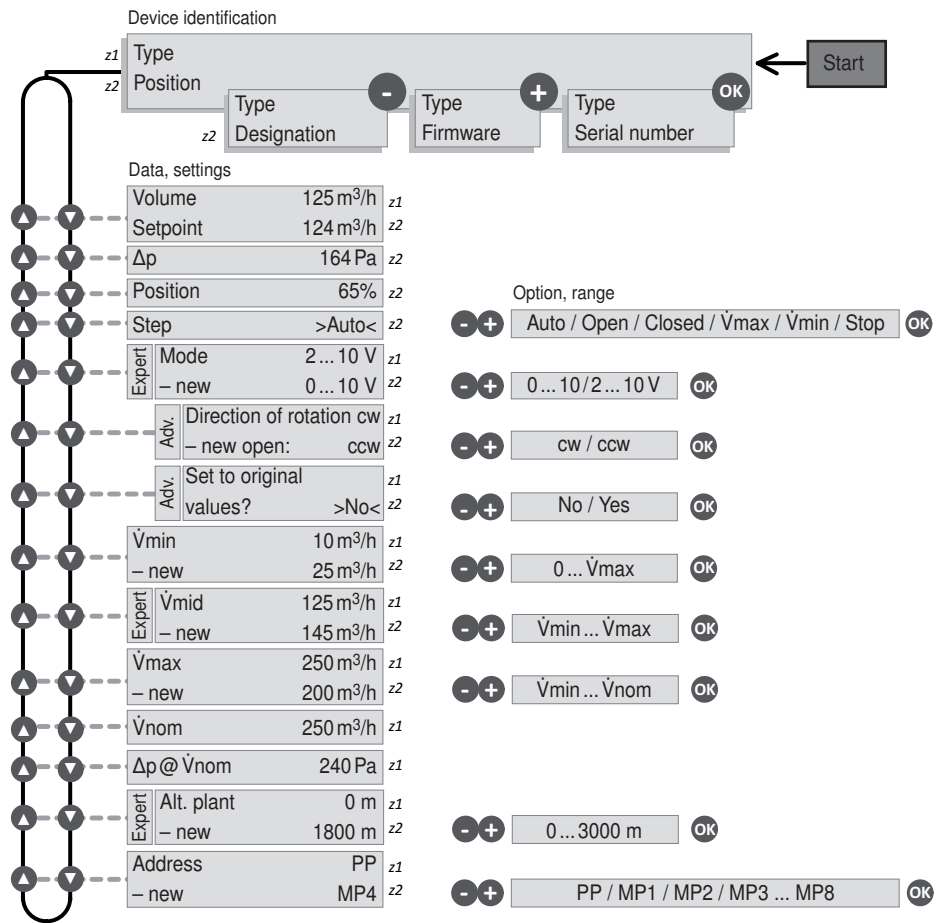 Device identification
z1 Type
z2 Position
Start
- + OK
Type Type Type
z2 Designation Firmware Serial number
Data, settings
Volume 125 m³/h z1
Setpoint 124 m³/h z2
Δp 164 Pa z2
Position 65% z2
Option, range
Step >Auto< z2 - + Auto / Open / Closed / V̇max / V̇min / Stop OK
Expert
Mode 2...10 V z1
– new 0...10 V z2 - + 0...10/2...10 V OK
Adv.
Direction of rotation cw z1
– new open: ccw z2 - + cw / ccw OK
Adv.
Set to original z1
values? >No< z2 - + No / Yes OK
V̇min 10 m³/h z1
– new 25 m³/h z2 - + 0...V̇max OK
Expert
V̇mid 125 m³/h z1
– new 145 m³/h z2 - + V̇min...V̇max OK
V̇max 250 m³/h z1
– new 200 m³/h z2 - + V̇min...V̇nom OK
V̇nom 250 m³/h z1
Δp@V̇nom 240 Pa z1
Expert
Alt. plant 0 m z1
– new 1800 m z2 - + 0...3000 m OK
Address PP z1
– new MP4 z2 - + PP / MP1 / MP2 / MP3 ... MP8 OK